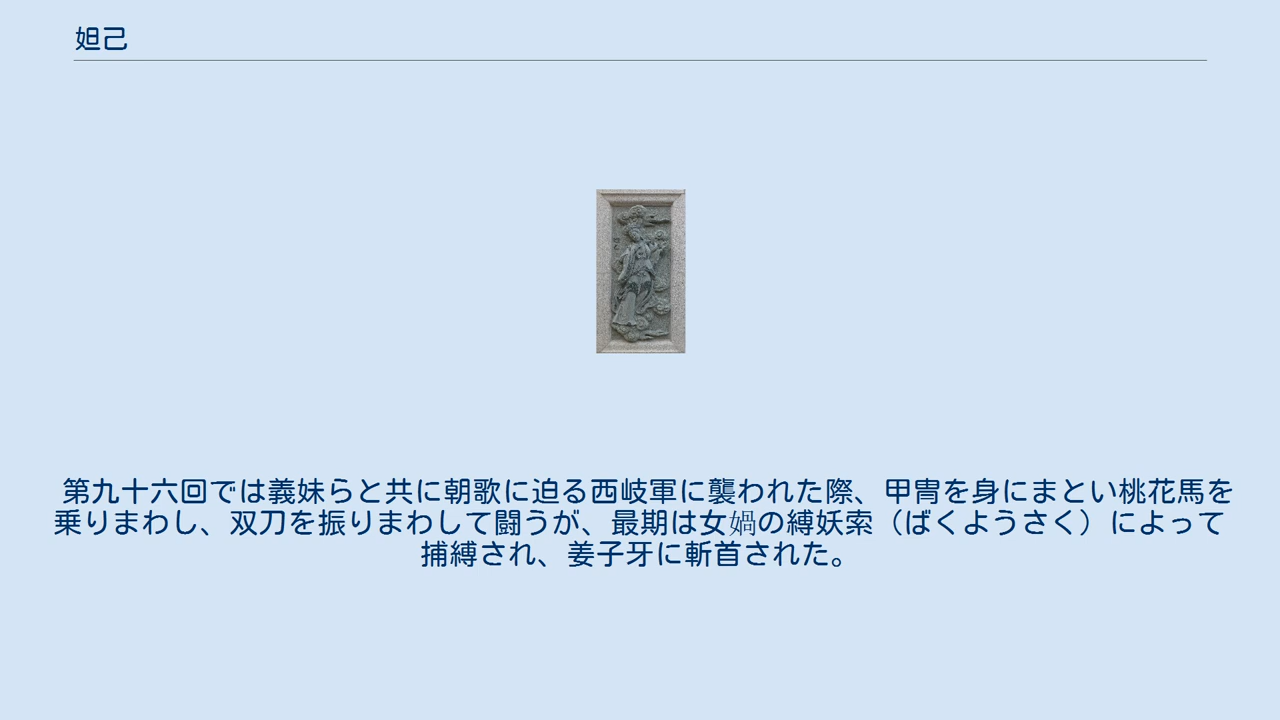 妲己
第九十六回では義妹らと共に朝歌に迫る西岐軍に襲われた際、甲冑を身にまとい桃花馬を
乗りまわし、双刀を振りまわして闘うが、最期は女媧の縛妖索（ばくようさく）によって
捕縛され、姜子牙に斬首された。